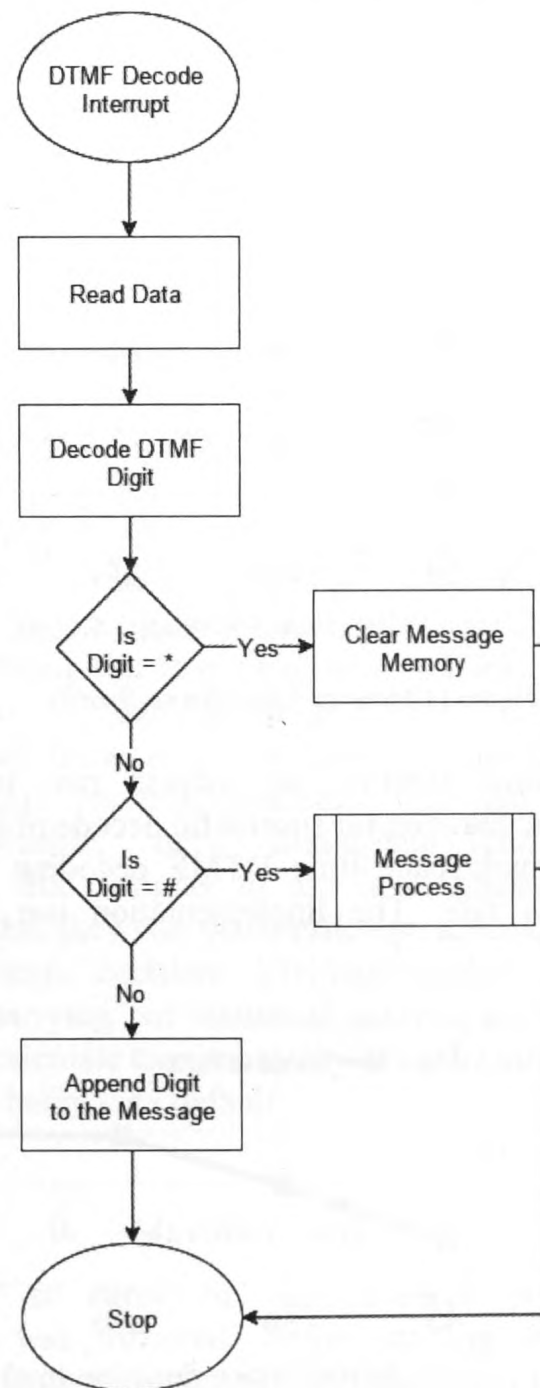 DTMF Decode
Interrupt
Read Data
Decode DTMF
Digit
Is
Digit = *
Yes
Clear Message
Memory
No
Is
Digit = #
Yes
Message
Process
No
Append Digit
to the Message
Stop